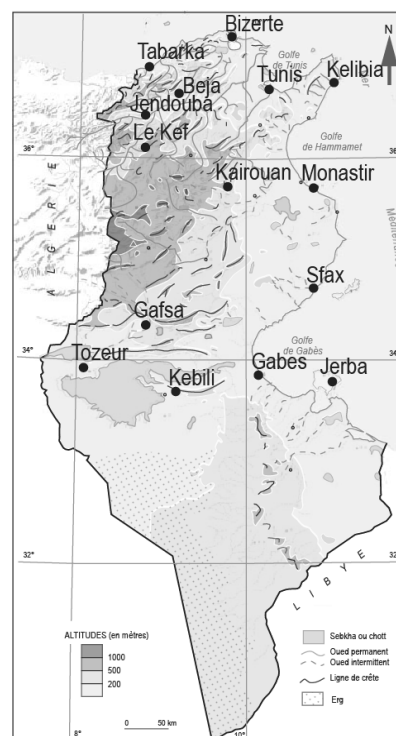 Bizerte
N
Golfe
de Tunis
Tabarka
Beja
Tunis
Kelibia
Jendouba
Le Kef
Golfe
de Hammamet
36°
Kairouan
Monastir
ALGERIE
Sfax
Gafsa
Golfe
de Gabès
34°
34°
Tozeur
Gabes
Jerba
Kebili
32°
32°
LIBYE
ALTITUDES (en mètres)
1000
500
200
Sebkha ou chott
Oued permanent
Oued intermittent
Ligne de crête
Erg
0 50 km
8°
10°